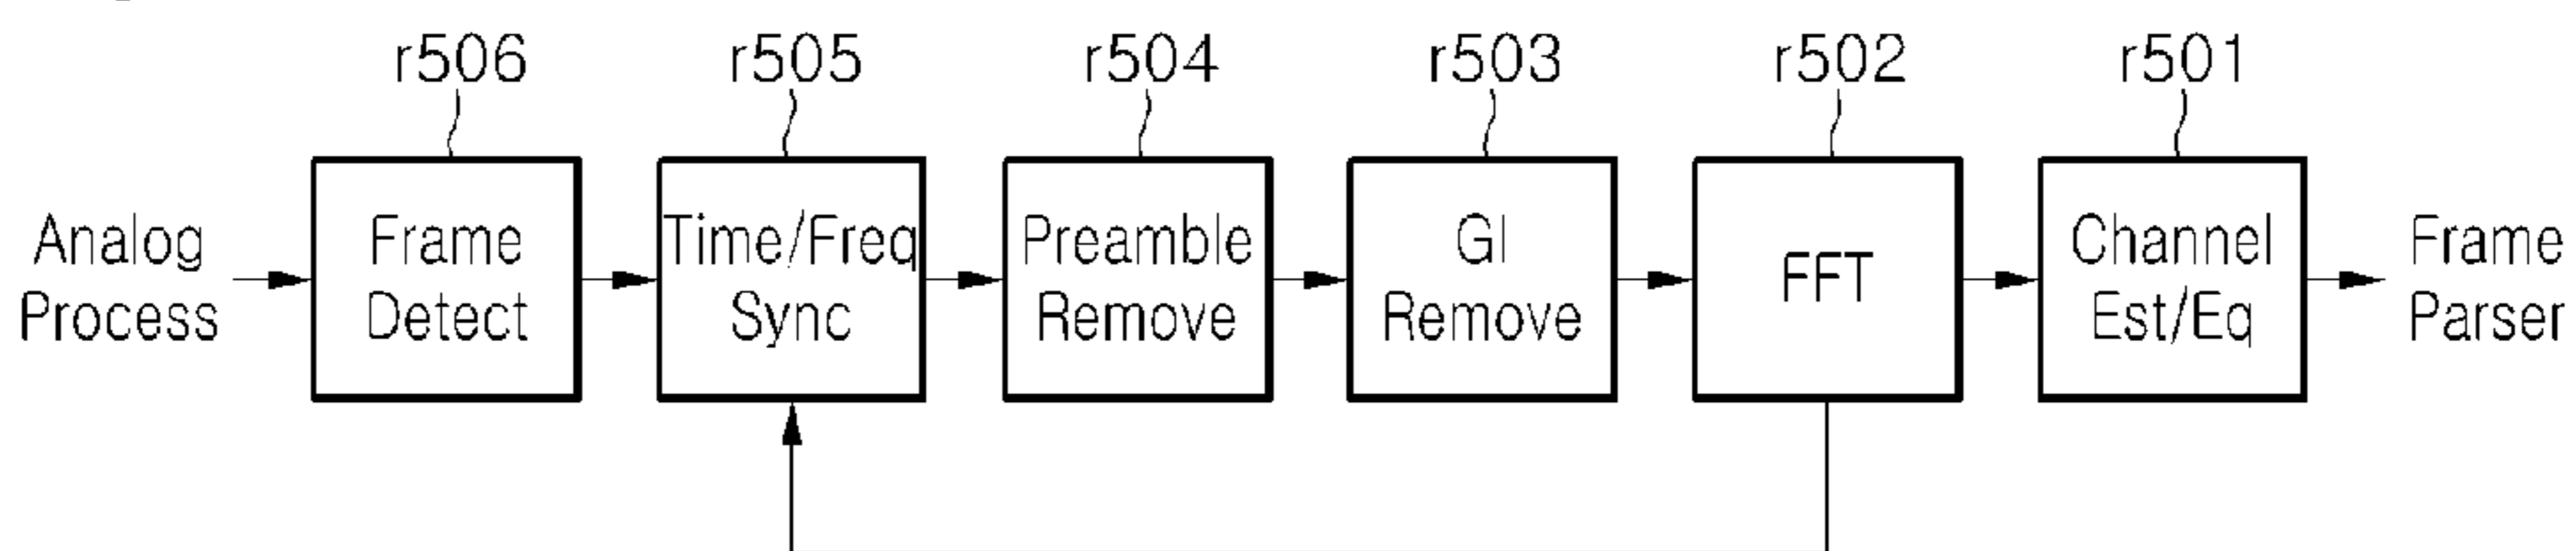 r506
r505
r504
r503
r502
r501
Analog
Process
Frame
Detect
Time/Freq
Sync
Preamble
Remove
GI
Remove
FFT
Channel
Est/Eq
Frame
Parser